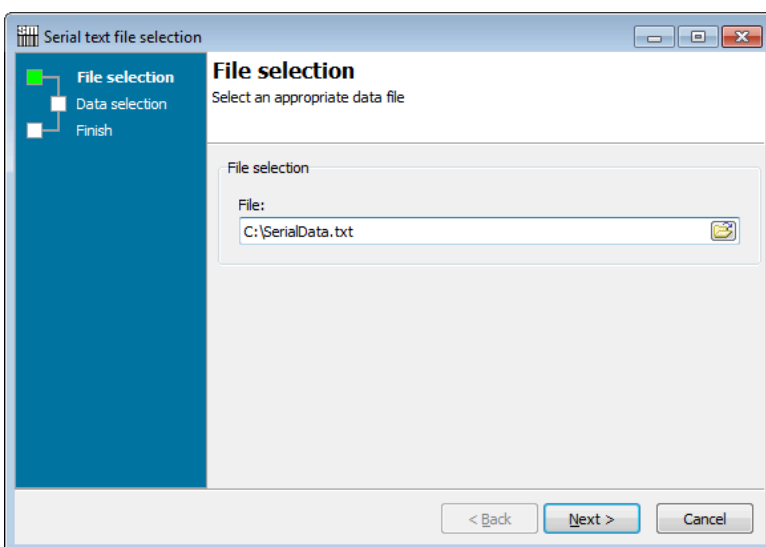 Serial text file selection
File selection
Data selection
Finish
File selection
Select an appropriate data file
File selection
File:
C:\SerialData.txt
< Back
Next >
Cancel